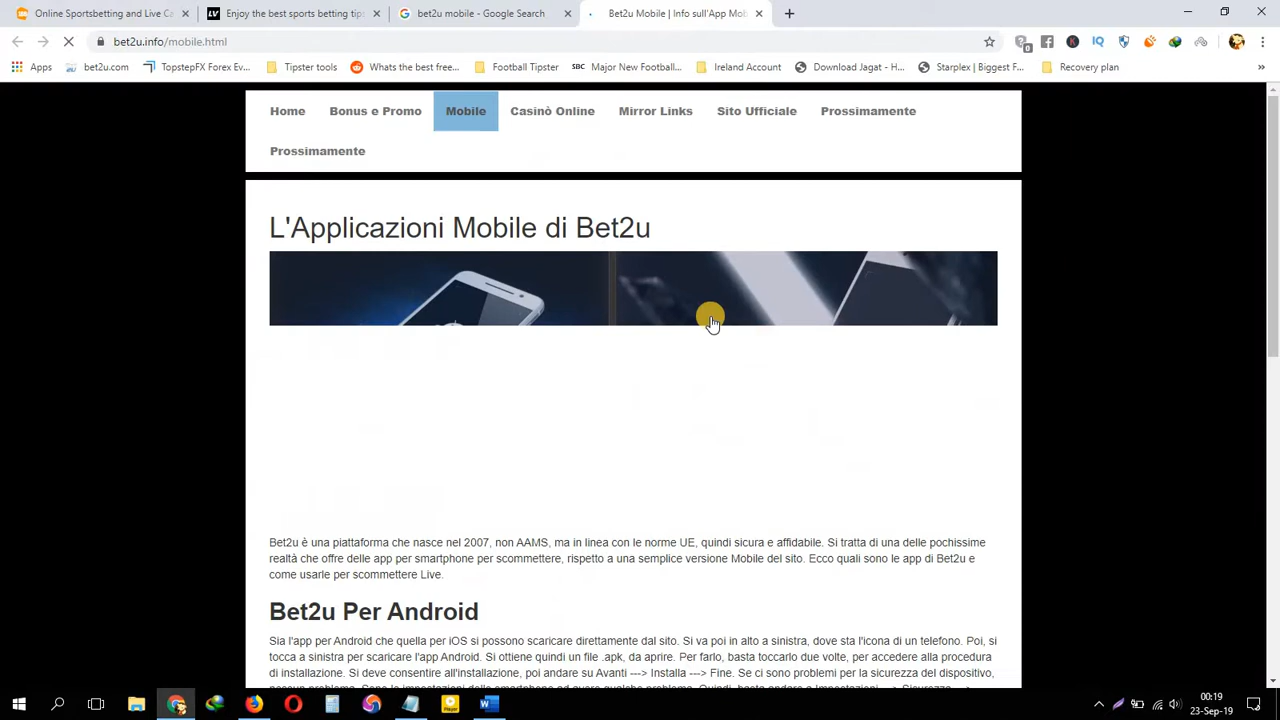 Online Sportsbetting and Live Ca
Enjoy the best sports betting tip
bet2u mobile - Google Search
Bet2u Mobile | Info sull'App Mob
bet2u.info/mobile.html
Apps
bet2u.com
TopstepFX Forex Ev...
Tipster tools
Whats the best free...
Football Tipster
SBC Major New Football...
Ireland Account
Download Jagat - H...
Starplex | Biggest F...
Recovery plan
Home
Bonus e Promo
Mobile
Casinò Online
Mirror Links
Sito Ufficiale
Prossimamente
Prossimamente
L'Applicazioni Mobile di Bet2u
Bet2u è una piattaforma che nasce nel 2007, non AAMS, ma in linea con le norme UE, quindi sicura e affidabile. Si tratta di una delle pochissime
realtà che offre delle app per smartphone per scommettere, rispetto a una semplice versione Mobile del sito. Ecco quali sono le app di Bet2u e
come usarle per scommettere Live.
Bet2u Per Android
Sia l'app per Android che quella per iOS si possono scaricare direttamente dal sito. Si va poi in alto a sinistra, dove sta l'icona di un telefono. Poi, si
tocca a sinistra per scaricare l'app Android. Si ottiene quindi un file .apk, da aprire. Per farlo, basta toccarlo due volte, per accedere alla procedura
di installazione. Si deve consentire all'installazione, poi andare su Avanti ---> Installa ---> Fine. Se ci sono problemi per la sicurezza del dispositivo,
00:19
23-Sep-19